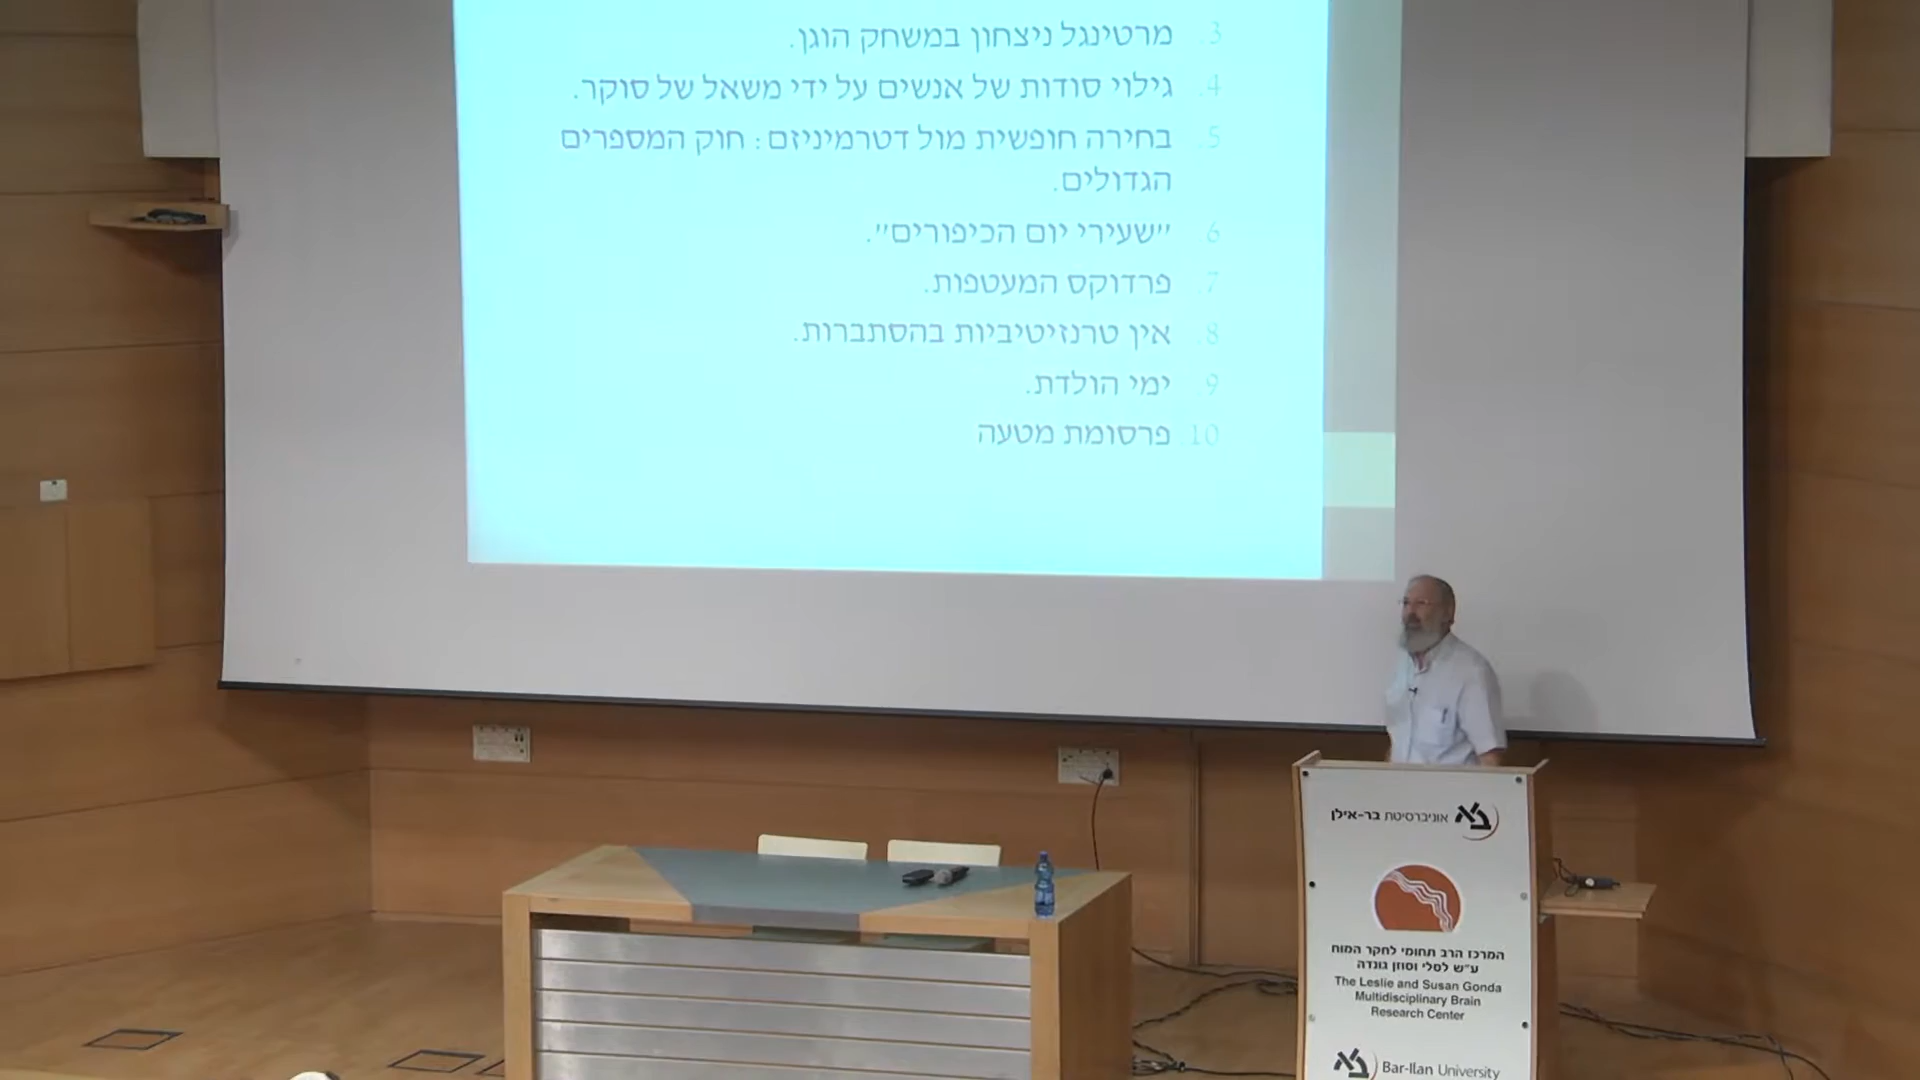 3. מרטינגל ניצחון במשחק הוגן.
4. גילוי סודות של אנשים על ידי משאל של סוקר.
5. בחירה חופשית מול דטרמיניזם: חוק המספרים
הגדולים.
6. "שעירי יום הכיפורים".
7. פרדוקס המעטפות.
8. אין טרנזיטיביות בהסתברות.
9. ימי הולדת.
10. פרסומת מטעה
אוניברסיטת בר-אילן
המרכז הרב תחומי לחקר המוח
ע"ש לסלי וסוזן גונדה
The Leslie and Susan Gonda
Multidisciplinary Brain
Research Center
Bar-Ilan University